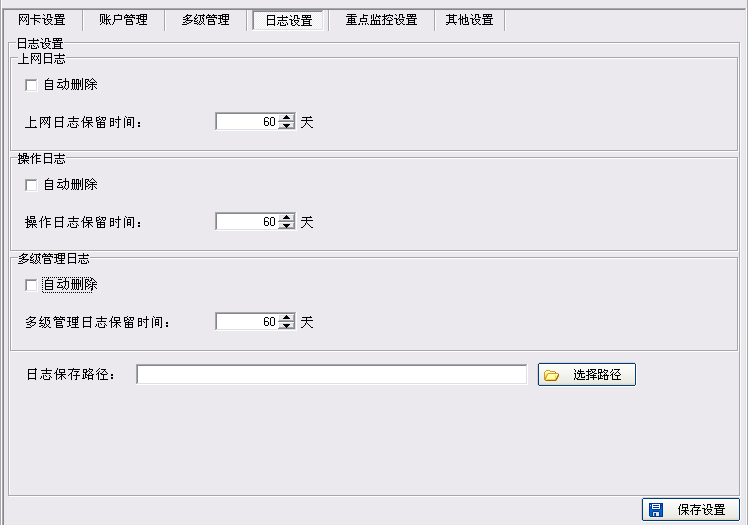 网卡设置 账户管理 多级管理 日志设置 重点监控设置 其他设置
日志设置
上网日志
自动删除
上网日志保留时间： 60 天
操作日志
自动删除
操作日志保留时间： 60 天
多级管理日志
自动删除
多级管理日志保留时间： 60 天
日志保存路径： 选择路径
保存设置